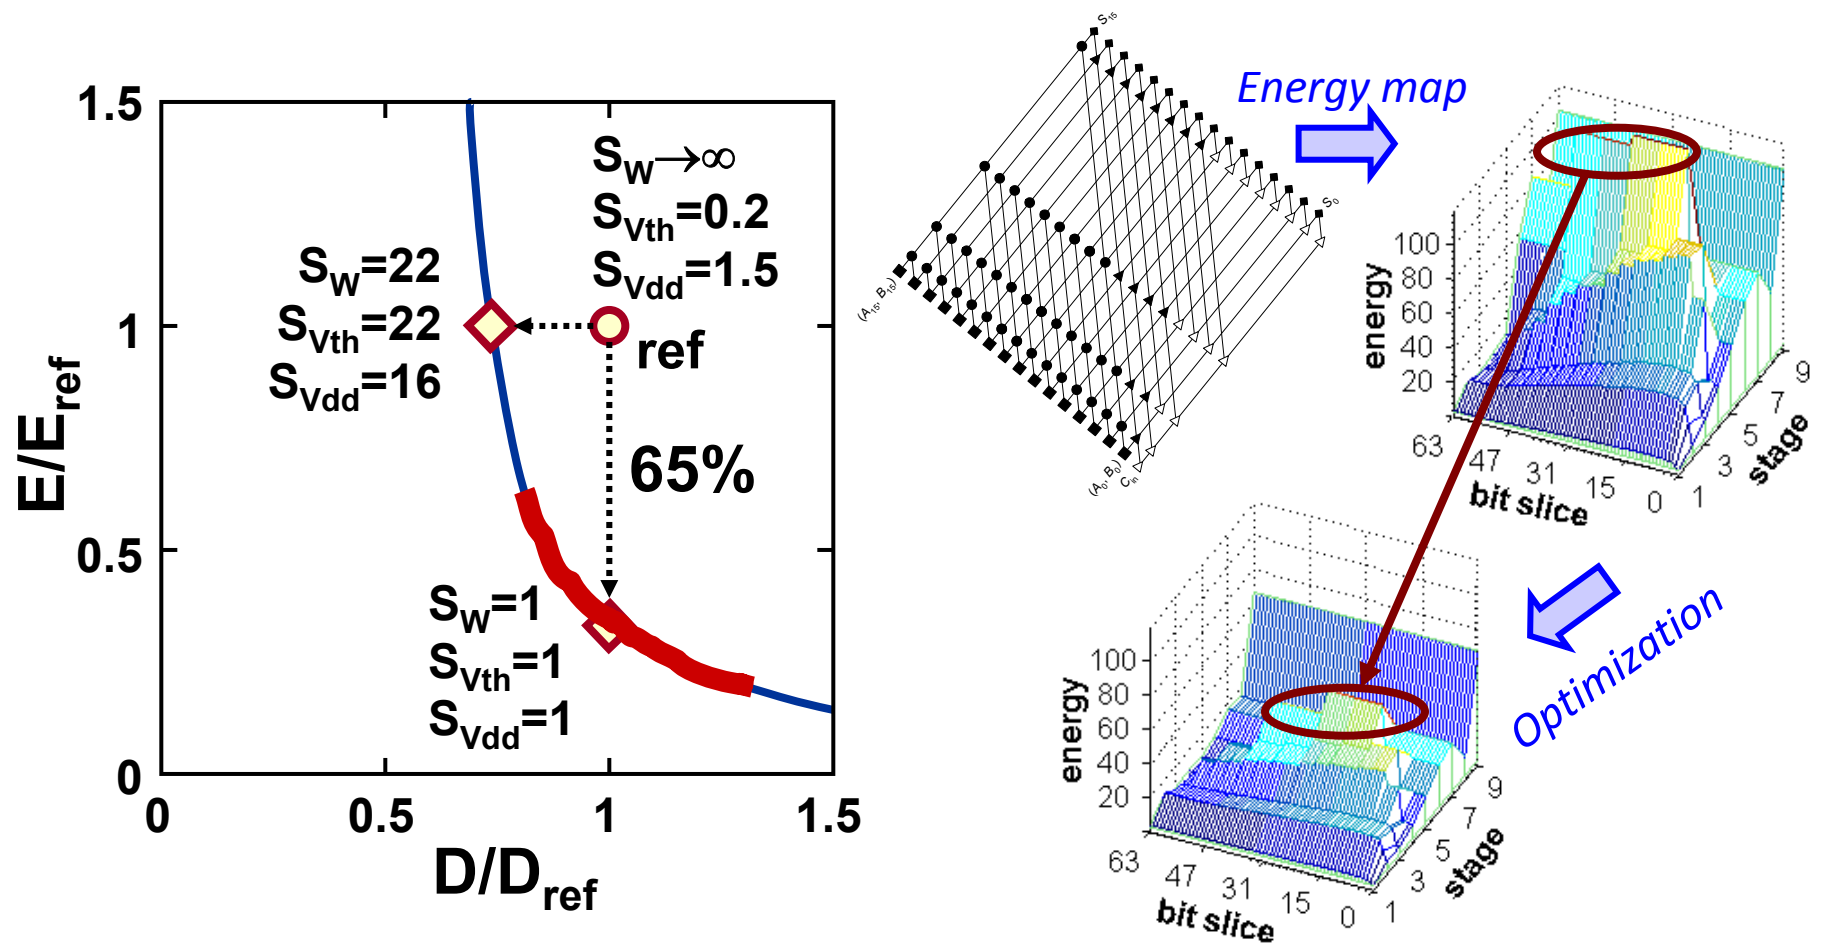 1.5
1
0.5
0
0
0.5
1
1.5
E/Eref
D/Dref
SW→∞
SVth=0.2
SVdd=1.5
ref
SW=22
SVth=22
SVdd=16
65%
SW=1
SVth=1
SVdd=1
S15
S0
(A15, B15)
(A0, B0)
Cin
Energy map
energy
100
80
60
40
20
63
47
31
15
0
bit slice
1
3
5
7
9
stage
Optimization
energy
100
80
60
40
20
63
47
31
15
0
bit slice
1
3
5
7
9
stage